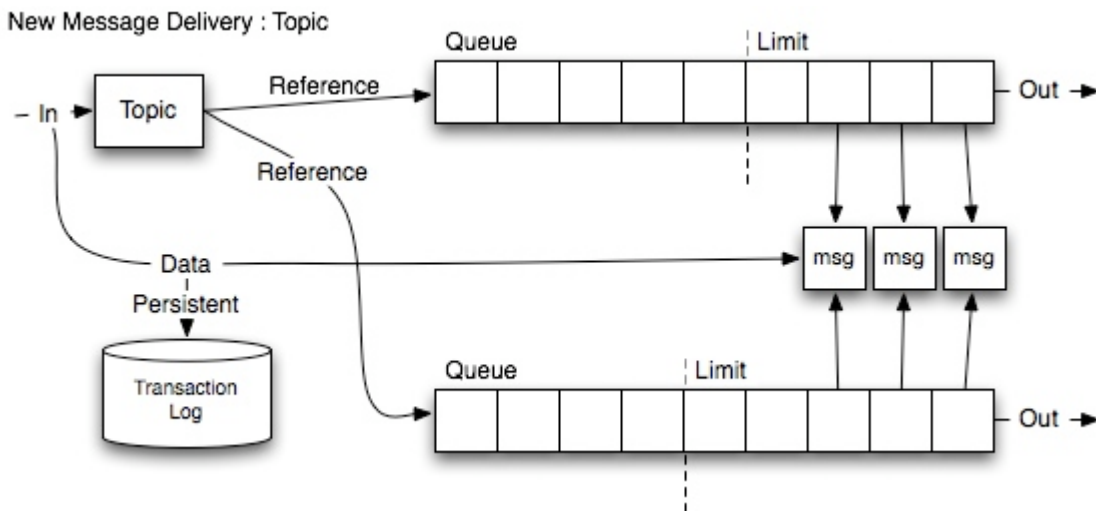 New Message Delivery : Topic
Queue
Limit
In
Topic
Reference
Out
Reference
Data
msg
msg
msg
Persistent
Queue
Limit
Transaction
Log
Out